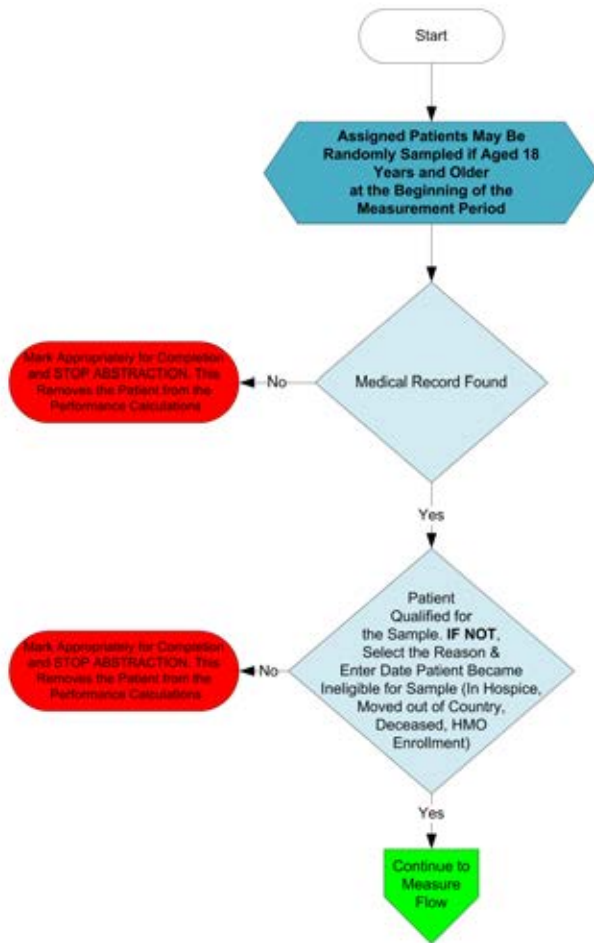 Start
Assigned Patients May Be
Randomly Sampled if Aged 18
Years and Older
at the Beginning of the
Measurement Period
Mark Appropriately for Completion
and STOP ABSTRACTION. This
Removes the Patient from the
Performance Calculations
No
Medical Record Found
Yes
Patient
Qualified for
the Sample. IF NOT,
Select the Reason &
Enter Date Patient Became
Ineligible for Sample (In Hospice,
Moved out of Country,
Deceased, HMO
Enrollment)
Mark Appropriately for Completion
and STOP ABSTRACTION. This
Removes the Patient from the
Performance Calculations
No
Yes
Continue to
Measure
Flow